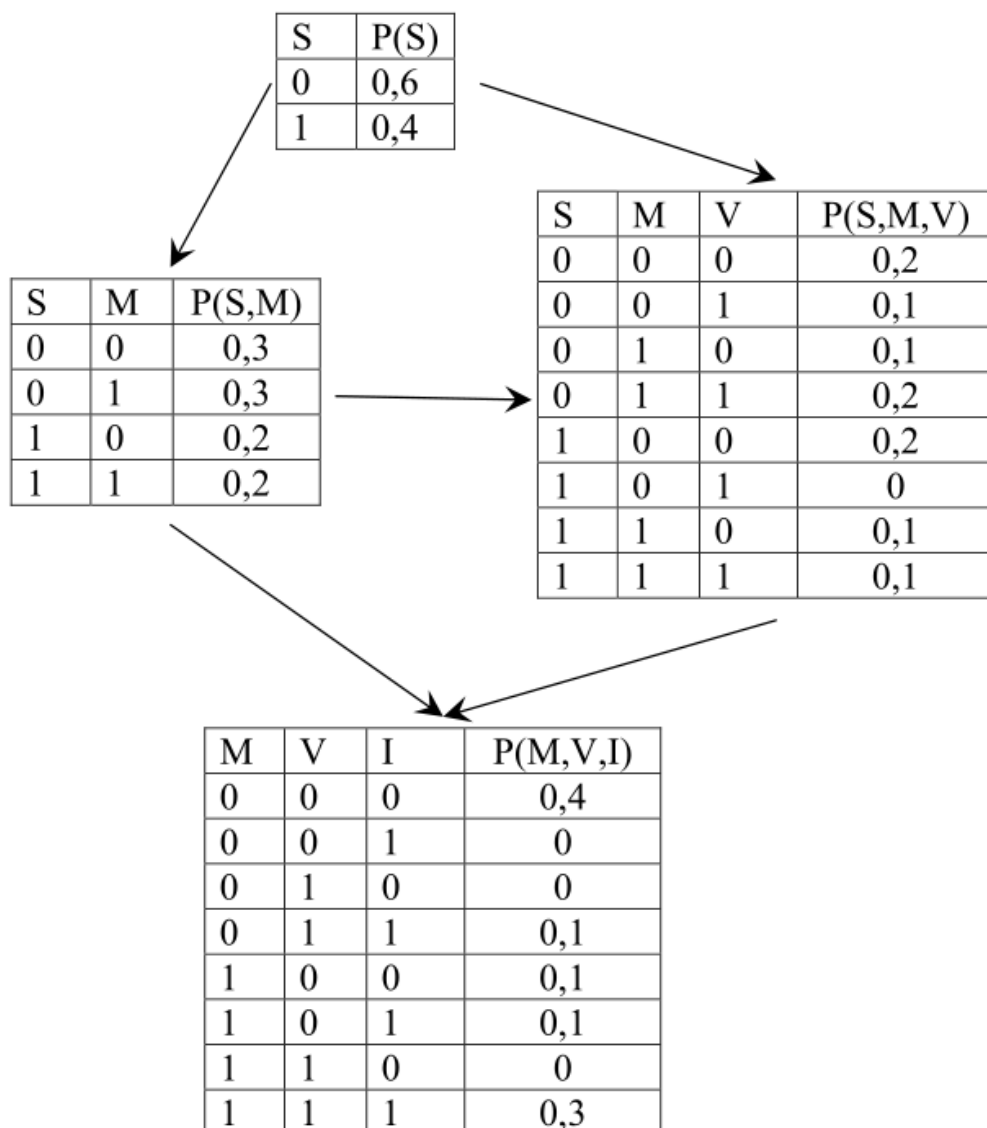 S P(S)
0 0,6
1 0,4
S M P(S,M)
0 0 0,3
0 1 0,3
1 0 0,2
1 1 0,2
S M V P(S,M,V)
0 0 0 0,2
0 0 1 0,1
0 1 0 0,1
0 1 1 0,2
1 0 0 0,2
1 0 1 0
1 1 0 0,1
1 1 1 0,1
M V I P(M,V,I)
0 0 0 0,4
0 0 1 0
0 1 0 0
0 1 1 0,1
1 0 0 0,1
1 0 1 0,1
1 1 0 0
1 1 1 0,3